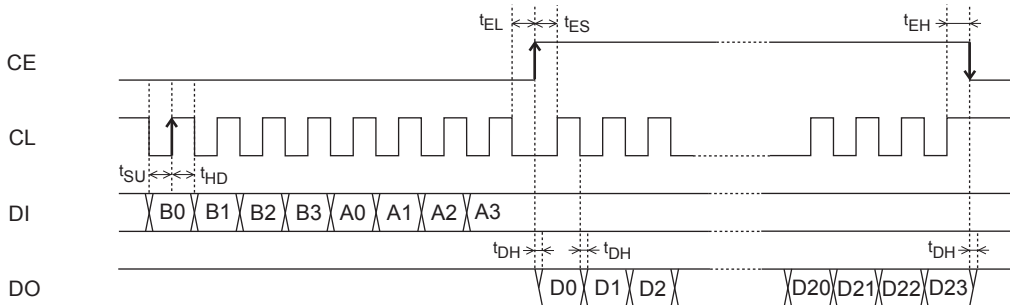 tEL tES tEH
CE
CL
tSU tHD
DI B0 B1 B2 B3 A0 A1 A2 A3
tDH tDH tDH
DO D0 D1 D2 D20 D21 D22 D23